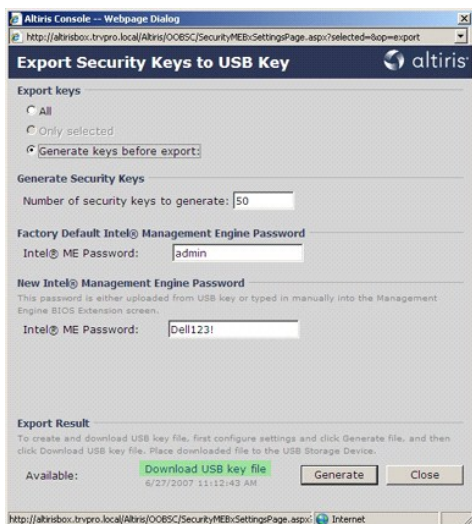 Altiris Console -- Webpage Dialog
http://altirisbox.trvpro.local/Altiris/OOBSC/SecurityMEBxSettingsPage.aspx?selected=&op=export
Export Security Keys to USB Key
altiris
Export keys
All
Only selected
Generate keys before export:
Generate Security Keys
Number of security keys to generate: 50
Factory Default Intel® Management Engine Password
Intel® ME Password: admin
New Intel® Management Engine Password
This password is either uploaded from USB key or typed in manually into the Management
Engine BIOS Extension screen.
Intel® ME Password: Dell123!
Export Result
To create and download USB key file, first configure settings and click Generate file, and then
click Download USB key file. Place downloaded file to the USB Storage Device.
Available: Download USB key file Generate Close
6/27/2007 11:12:43 AM
http://altirisbox.trvpro.local/Altiris/OOBSC/SecurityMEBxSettingsPage.aspx? Internet